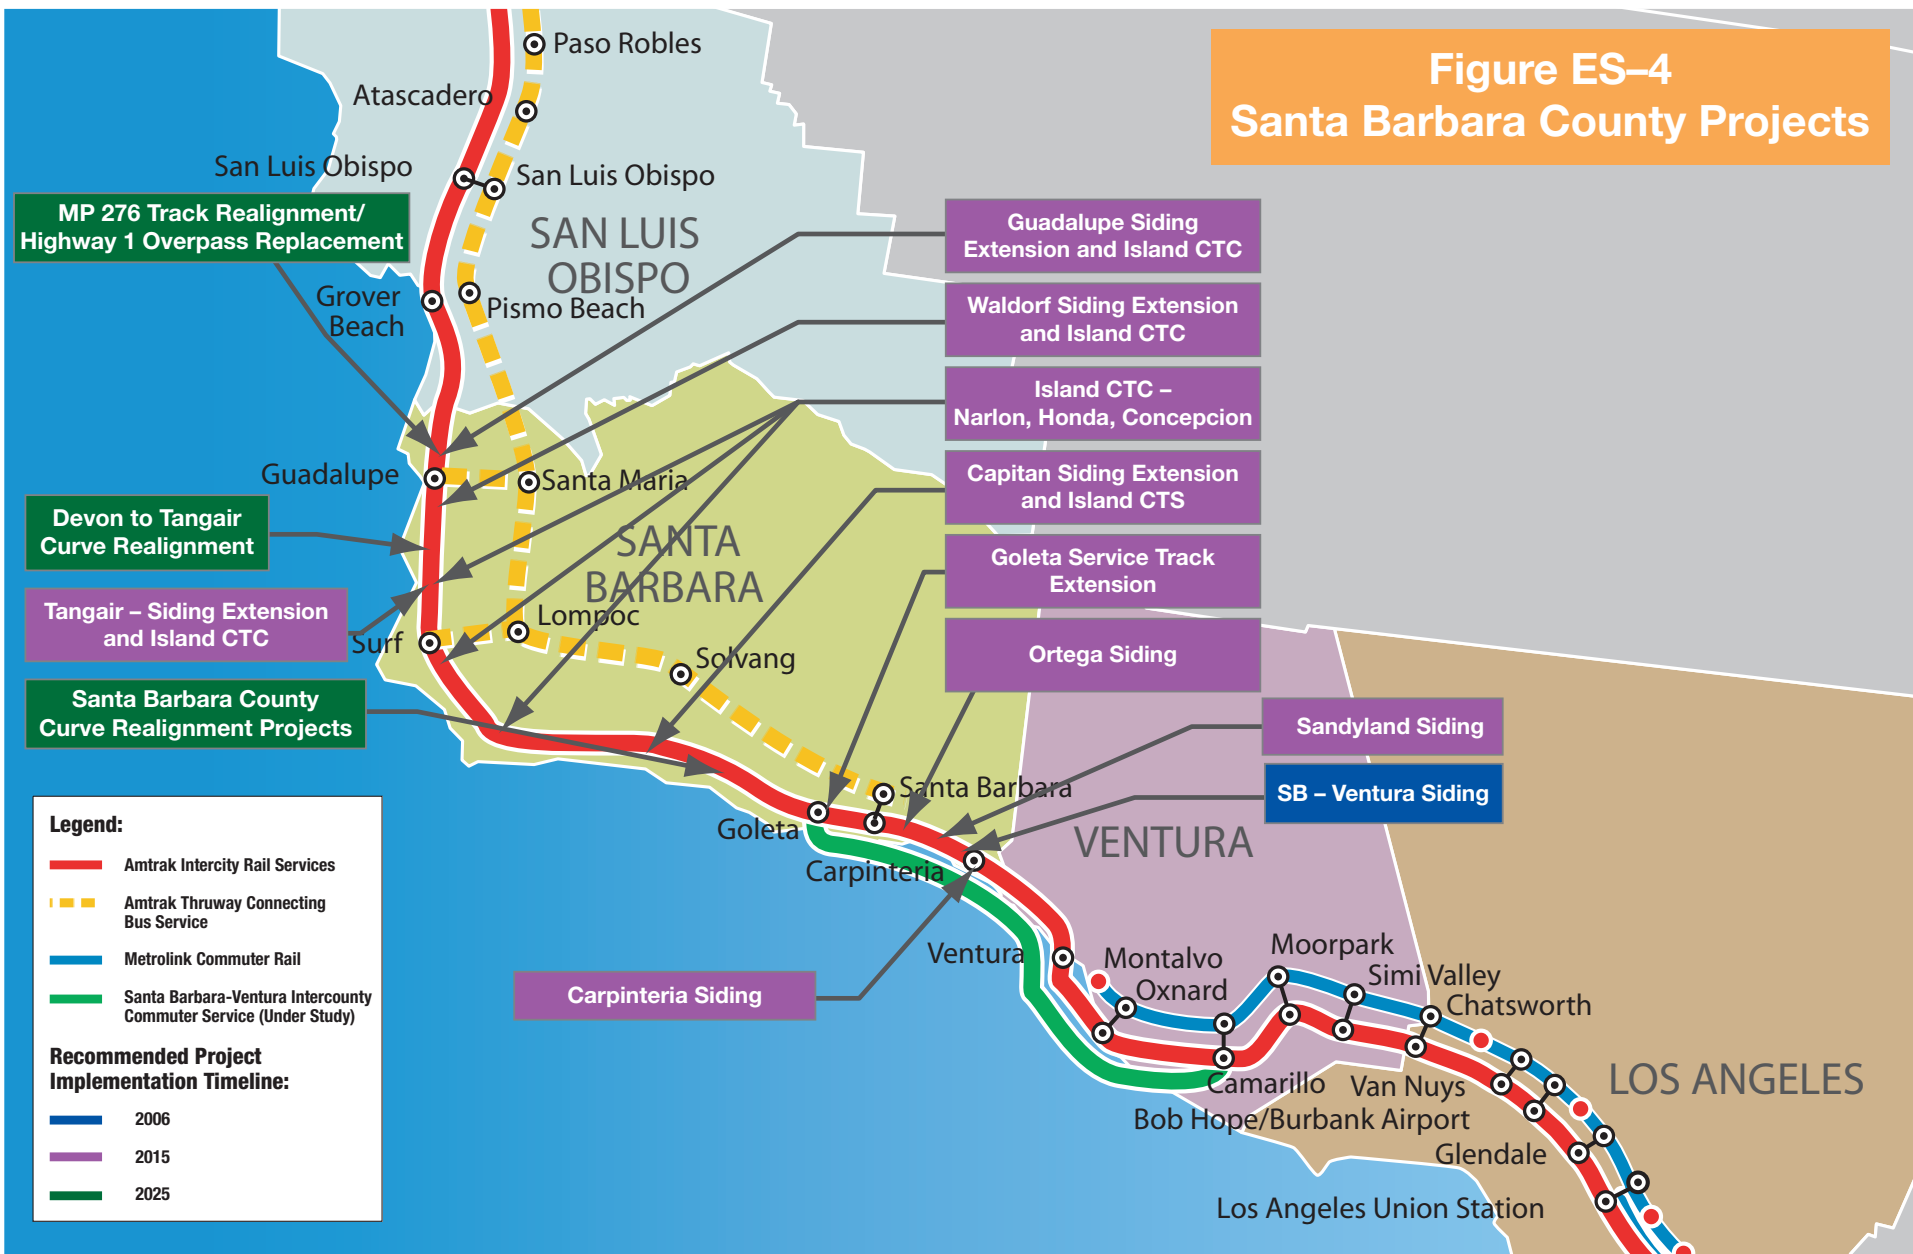 Figure ES–4
Santa Barbara County Projects
Paso Robles
Atascadero
San Luis Obispo
San Luis Obispo
MP 276 Track Realignment/
Highway 1 Overpass Replacement
SAN LUIS
OBISPO
Guadalupe Siding
Extension and Island CTC
Grover
Beach
Pismo Beach
Waldorf Siding Extension
and Island CTC
Island CTC –
Narlon, Honda, Concepcion
Guadalupe
Santa Maria
Capitan Siding Extension
and Island CTS
Devon to Tangair
Curve Realignment
SANTA
BARBARA
Goleta Service Track
Extension
Tangair – Siding Extension
and Island CTC
Surf
Lompoc
Solvang
Ortega Siding
Santa Barbara County
Curve Realignment Projects
Sandyland Siding
SB – Ventura Siding
Santa Barbara
Goleta
VENTURA
Carpinteria
Legend:
Amtrak Intercity Rail Services
Amtrak Thruway Connecting
Bus Service
Metrolink Commuter Rail
Santa Barbara-Ventura Intercounty
Commuter Service (Under Study)
Recommended Project
Implementation Timeline:
2006
2015
2025
Ventura
Carpinteria Siding
Montalvo
Oxnard
Moorpark
Simi Valley
Chatsworth
Camarillo
Van Nuys
LOS ANGELES
Bob Hope/Burbank Airport
Glendale
Los Angeles Union Station